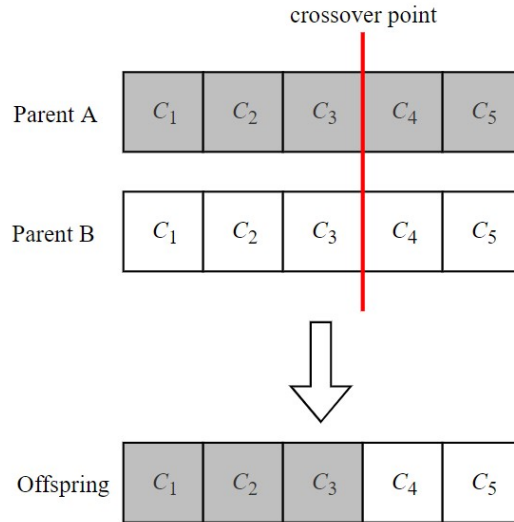 crossover point
Parent A C₁ C₂ C₃ C₄ C₅
Parent B C₁ C₂ C₃ C₄ C₅
Offspring C₁ C₂ C₃ C₄ C₅